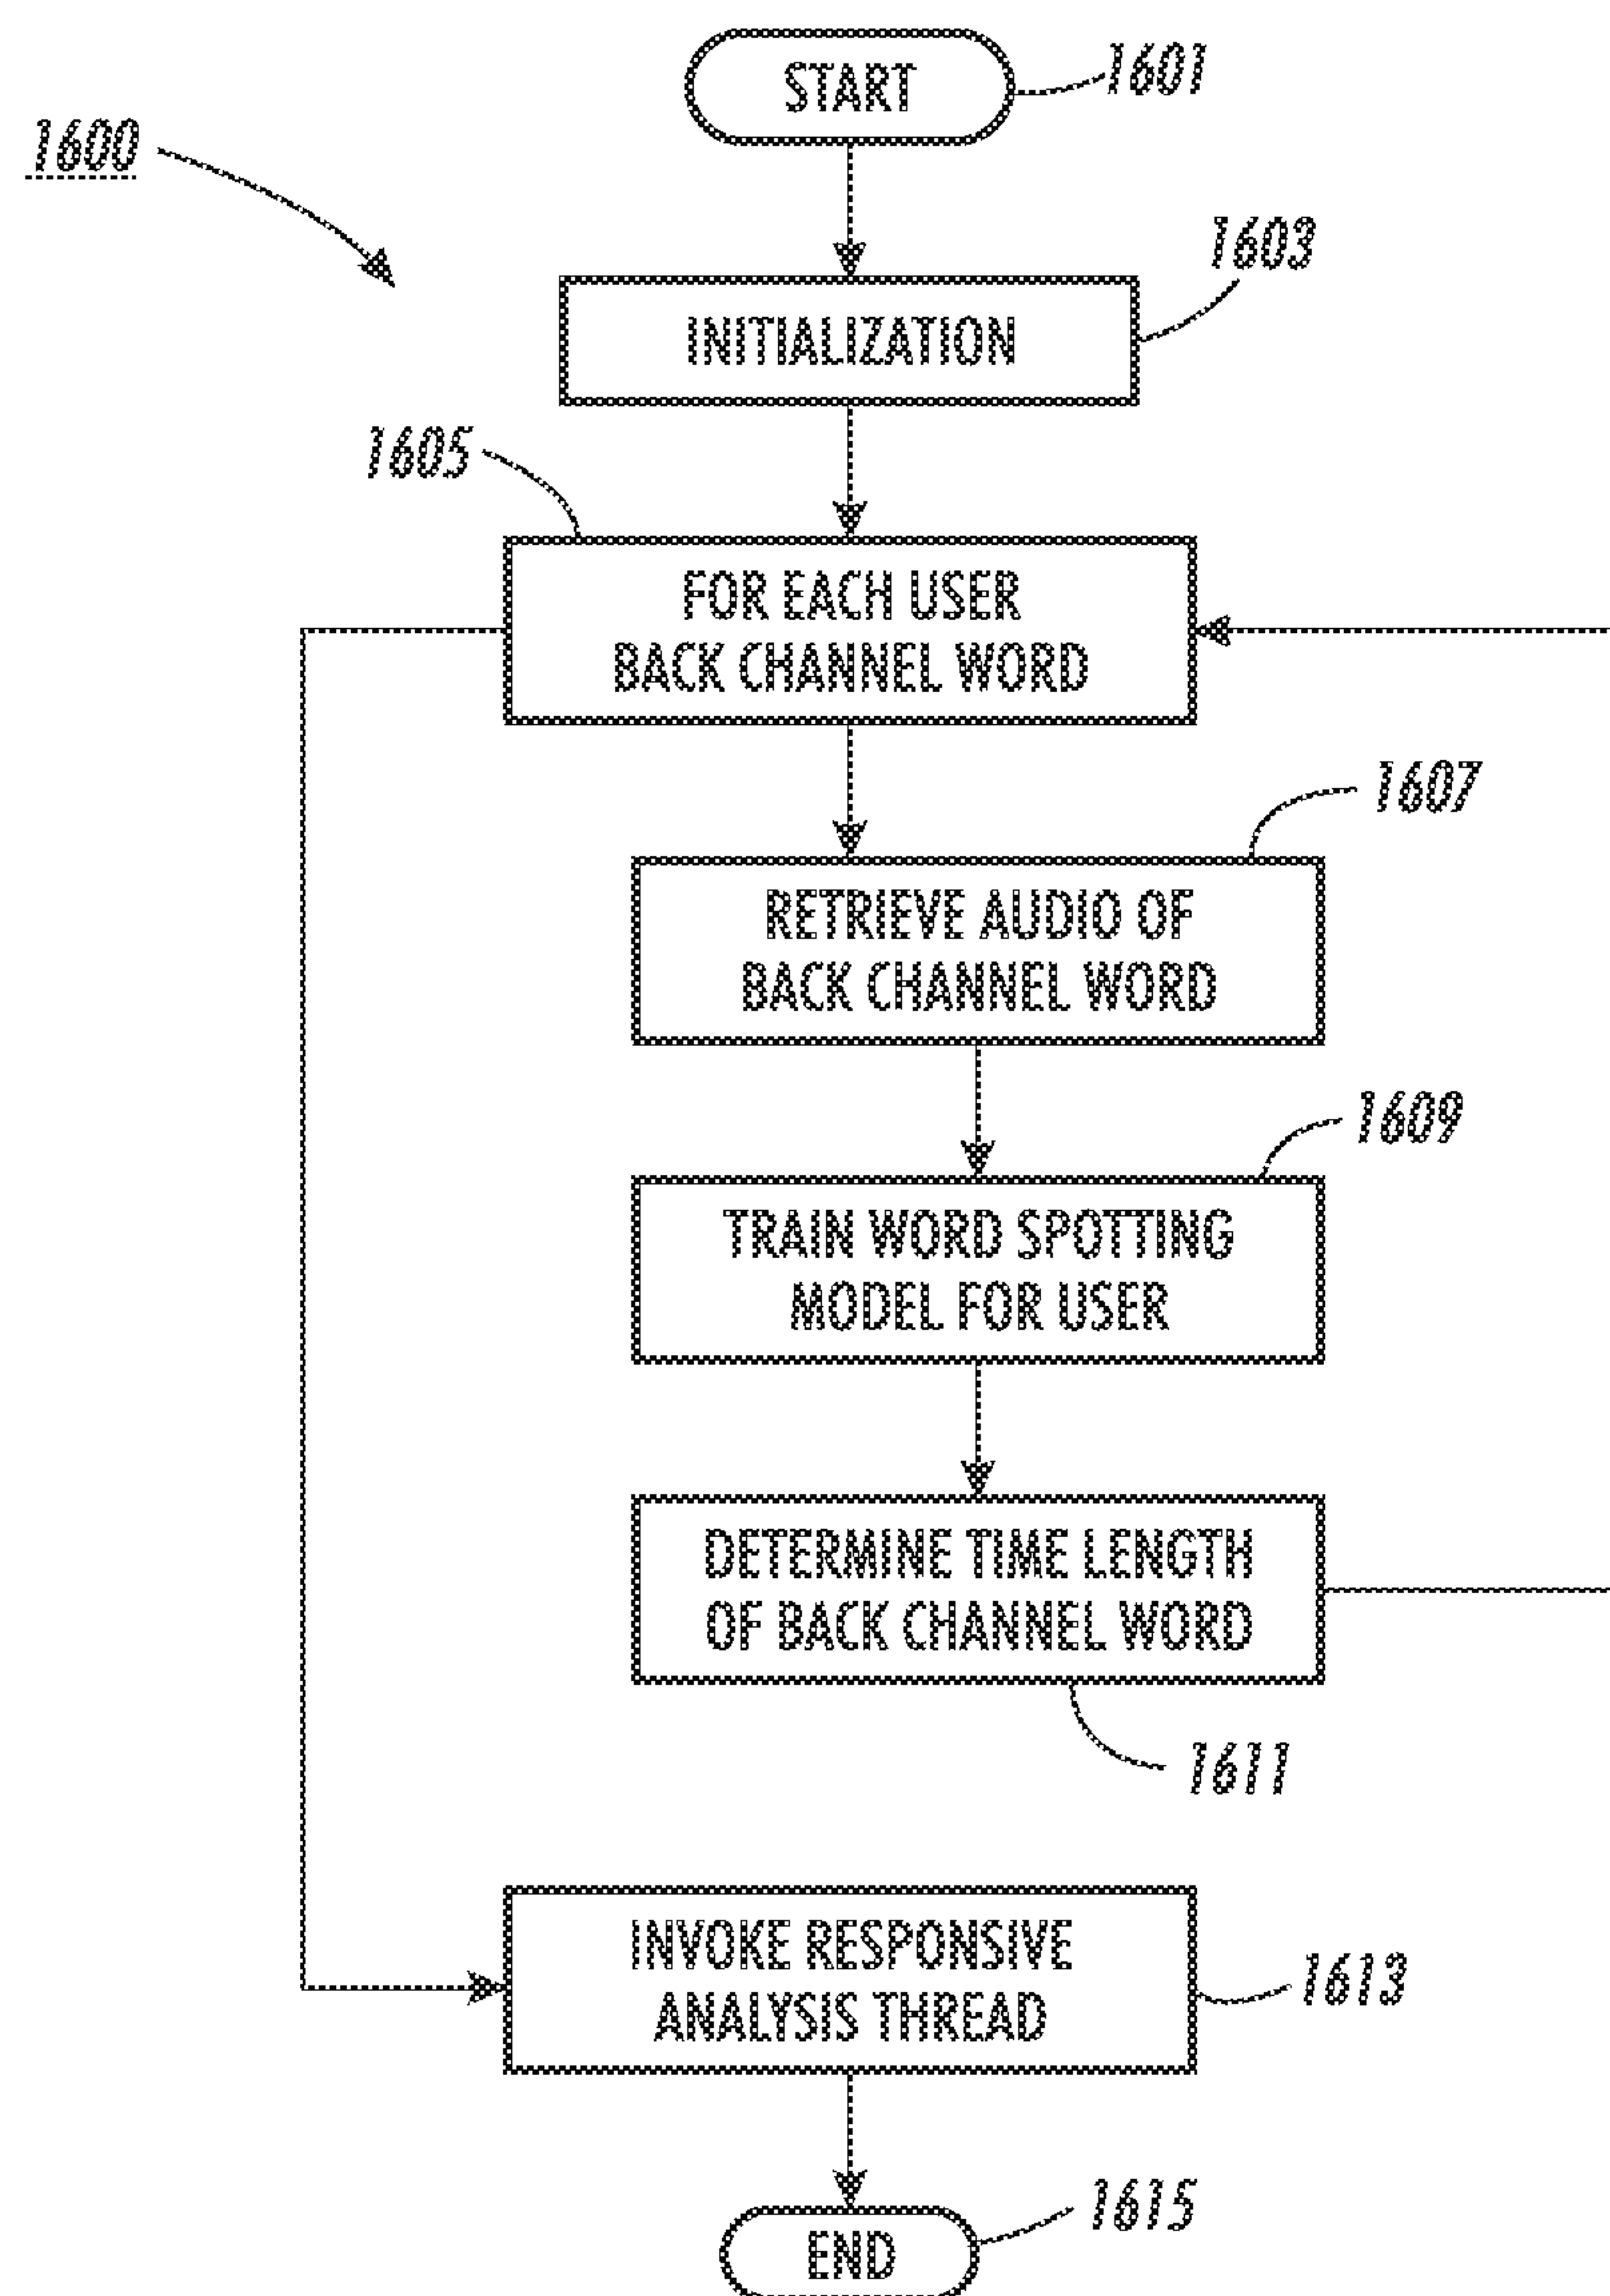 START
1601
1600
1603
INITIALIZATION
1605
FOR EACH USER
BACK CHANNEL WORD
1607
RETRIEVE AUDIO OF
BACK CHANNEL WORD
1609
TRAIN WORD SPOTTING
MODEL FOR USER
DETERMINE TIME LENGTH
OF BACK CHANNEL WORD
1611
INVOKE RESPONSIVE
ANALYSIS THREAD
1613
1615
END